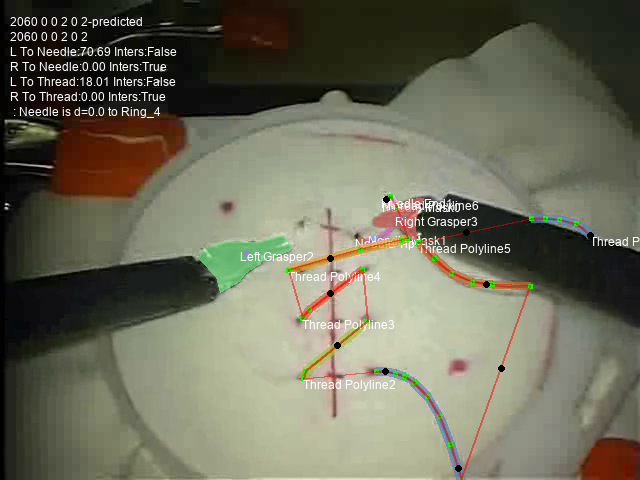 2060 0 0 2 0 2-predicted
2060 0 0 2 0 2
L To Needle:70.69 Inters:False
R To Needle:0.00 Inters:True
L To Thread:18.01 Inters:False
R To Thread:0.00 Inters:True
: Needle is d=0.0 to Ring_4
Right Grasper3
Thread Polyline5
Left Grasper2
Thread Polyline4
Thread Polyline3
Thread Polyline2
Thread P